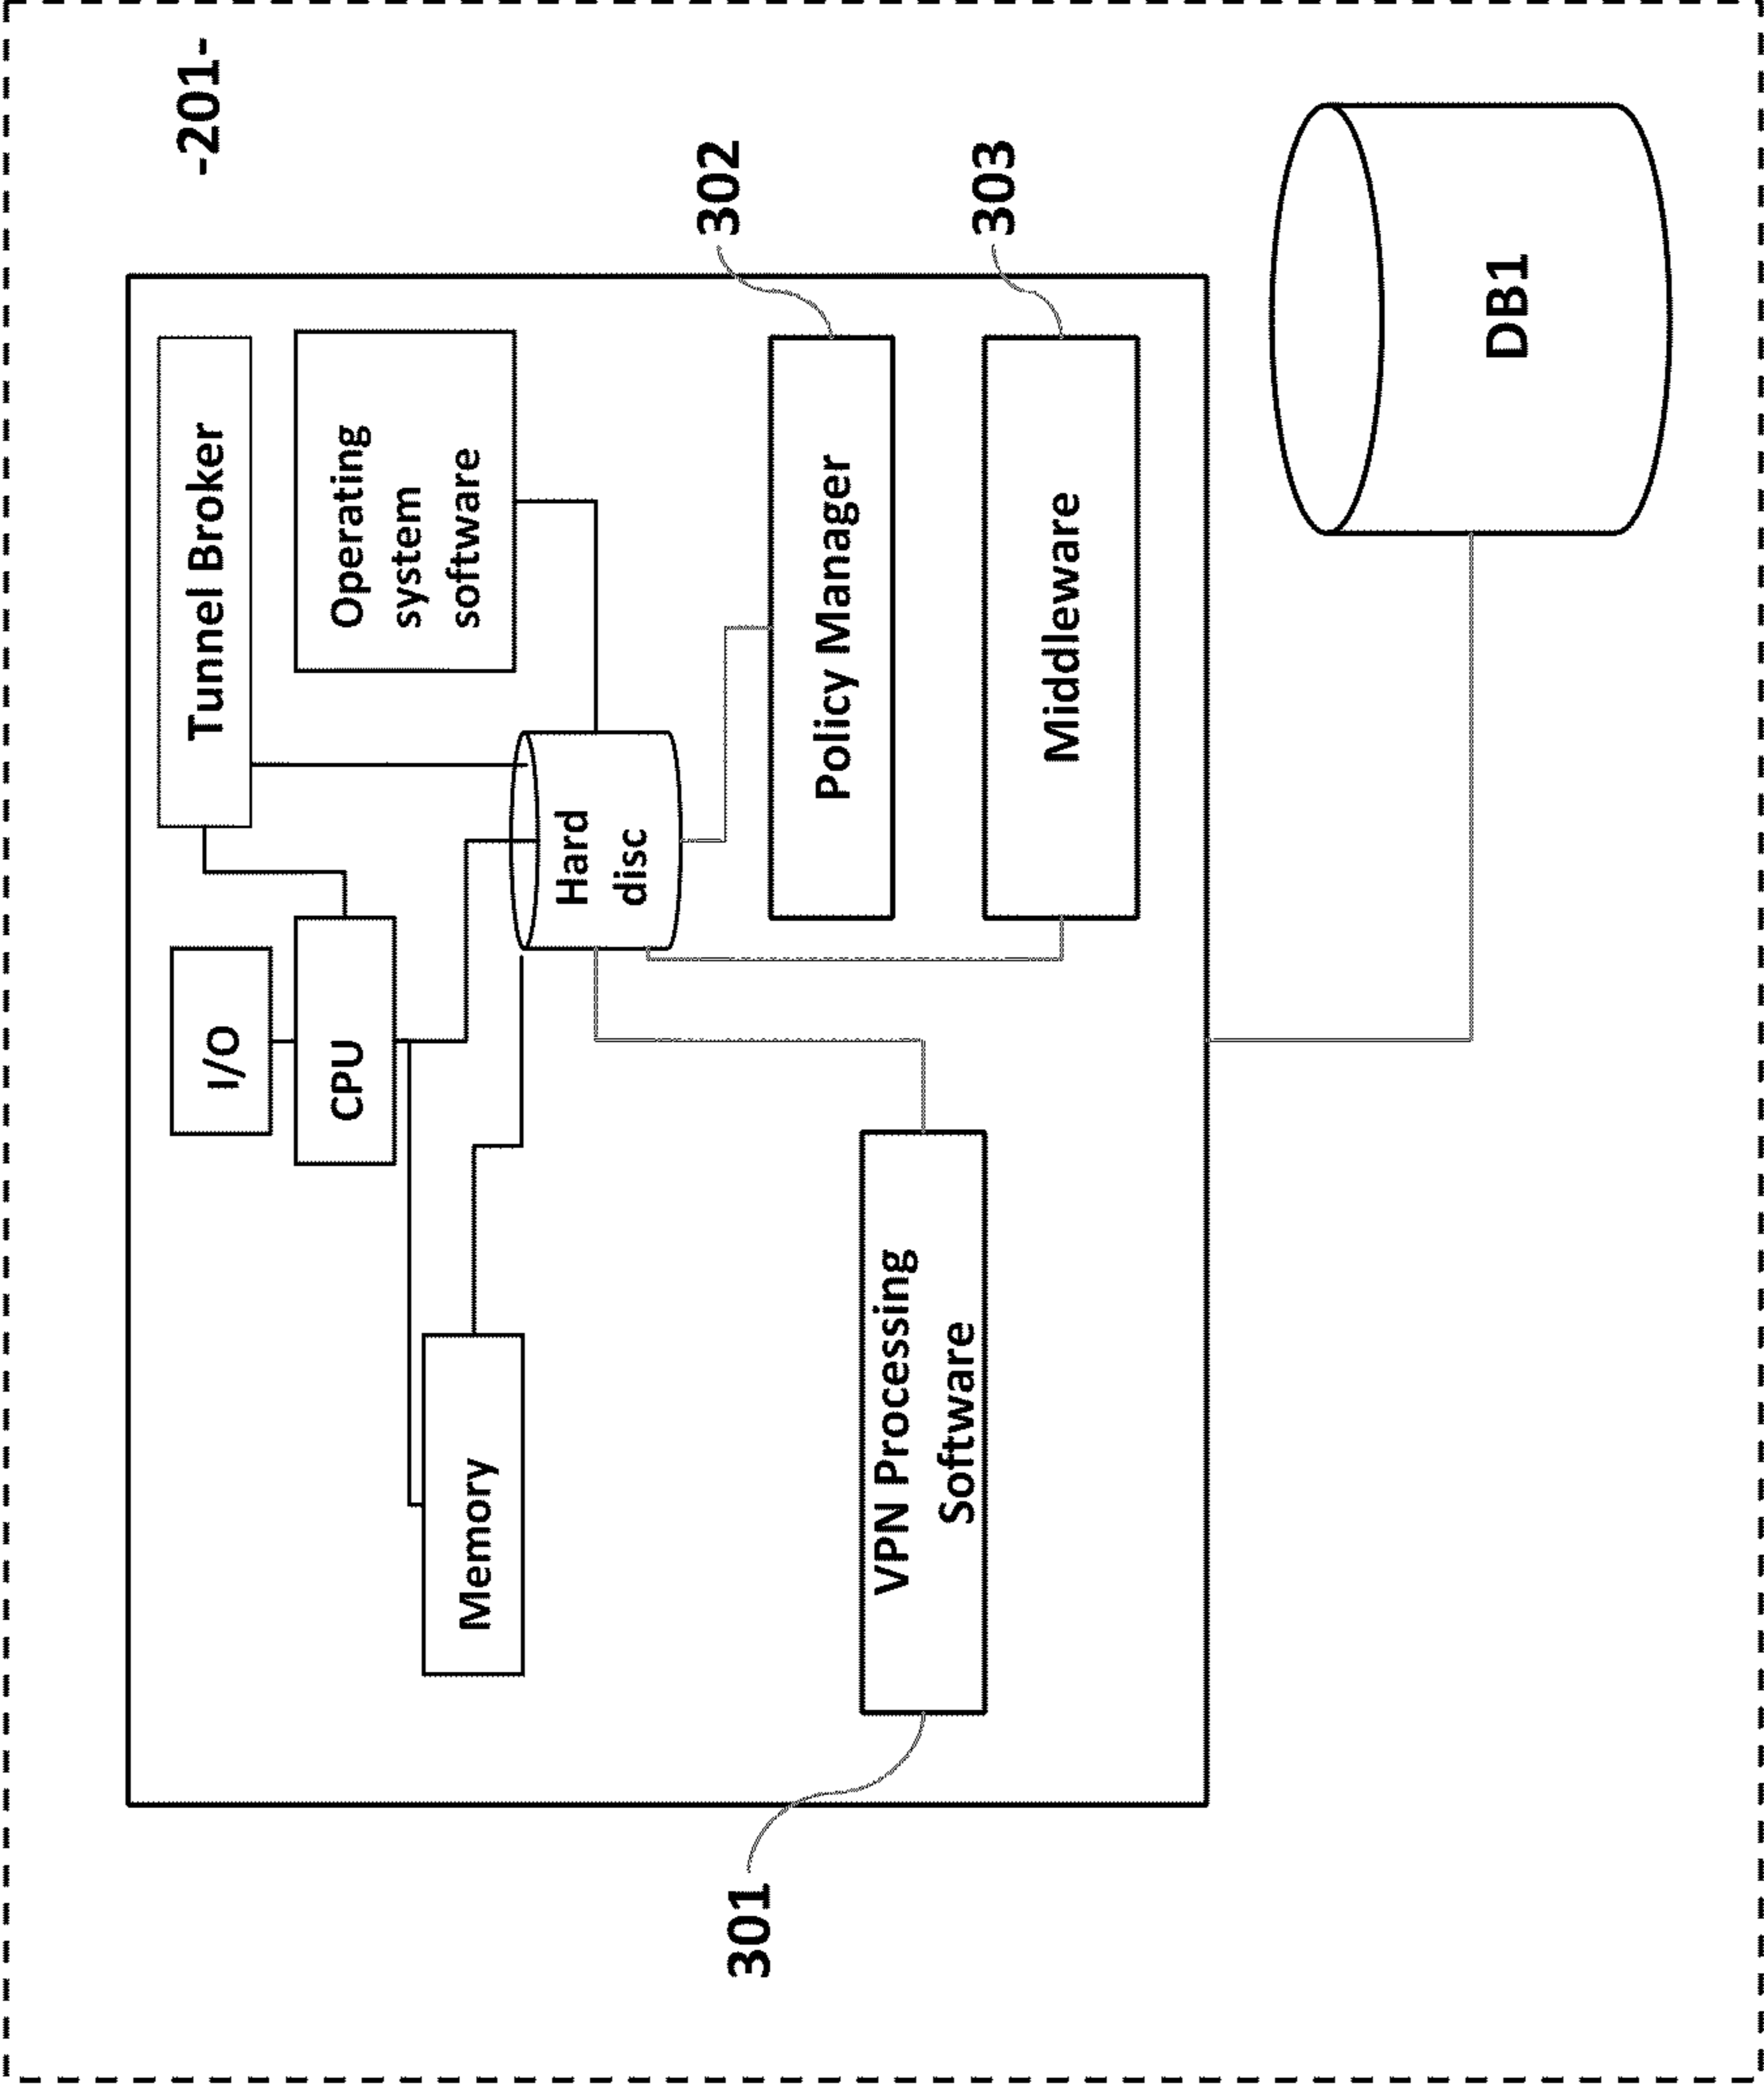 -201-
I/O
Tunnel Broker
CPU
Operating
system
software
Memory
Hard
disc
302
301
Policy Manager
VPN Processing
Software
303
Middleware
DB1